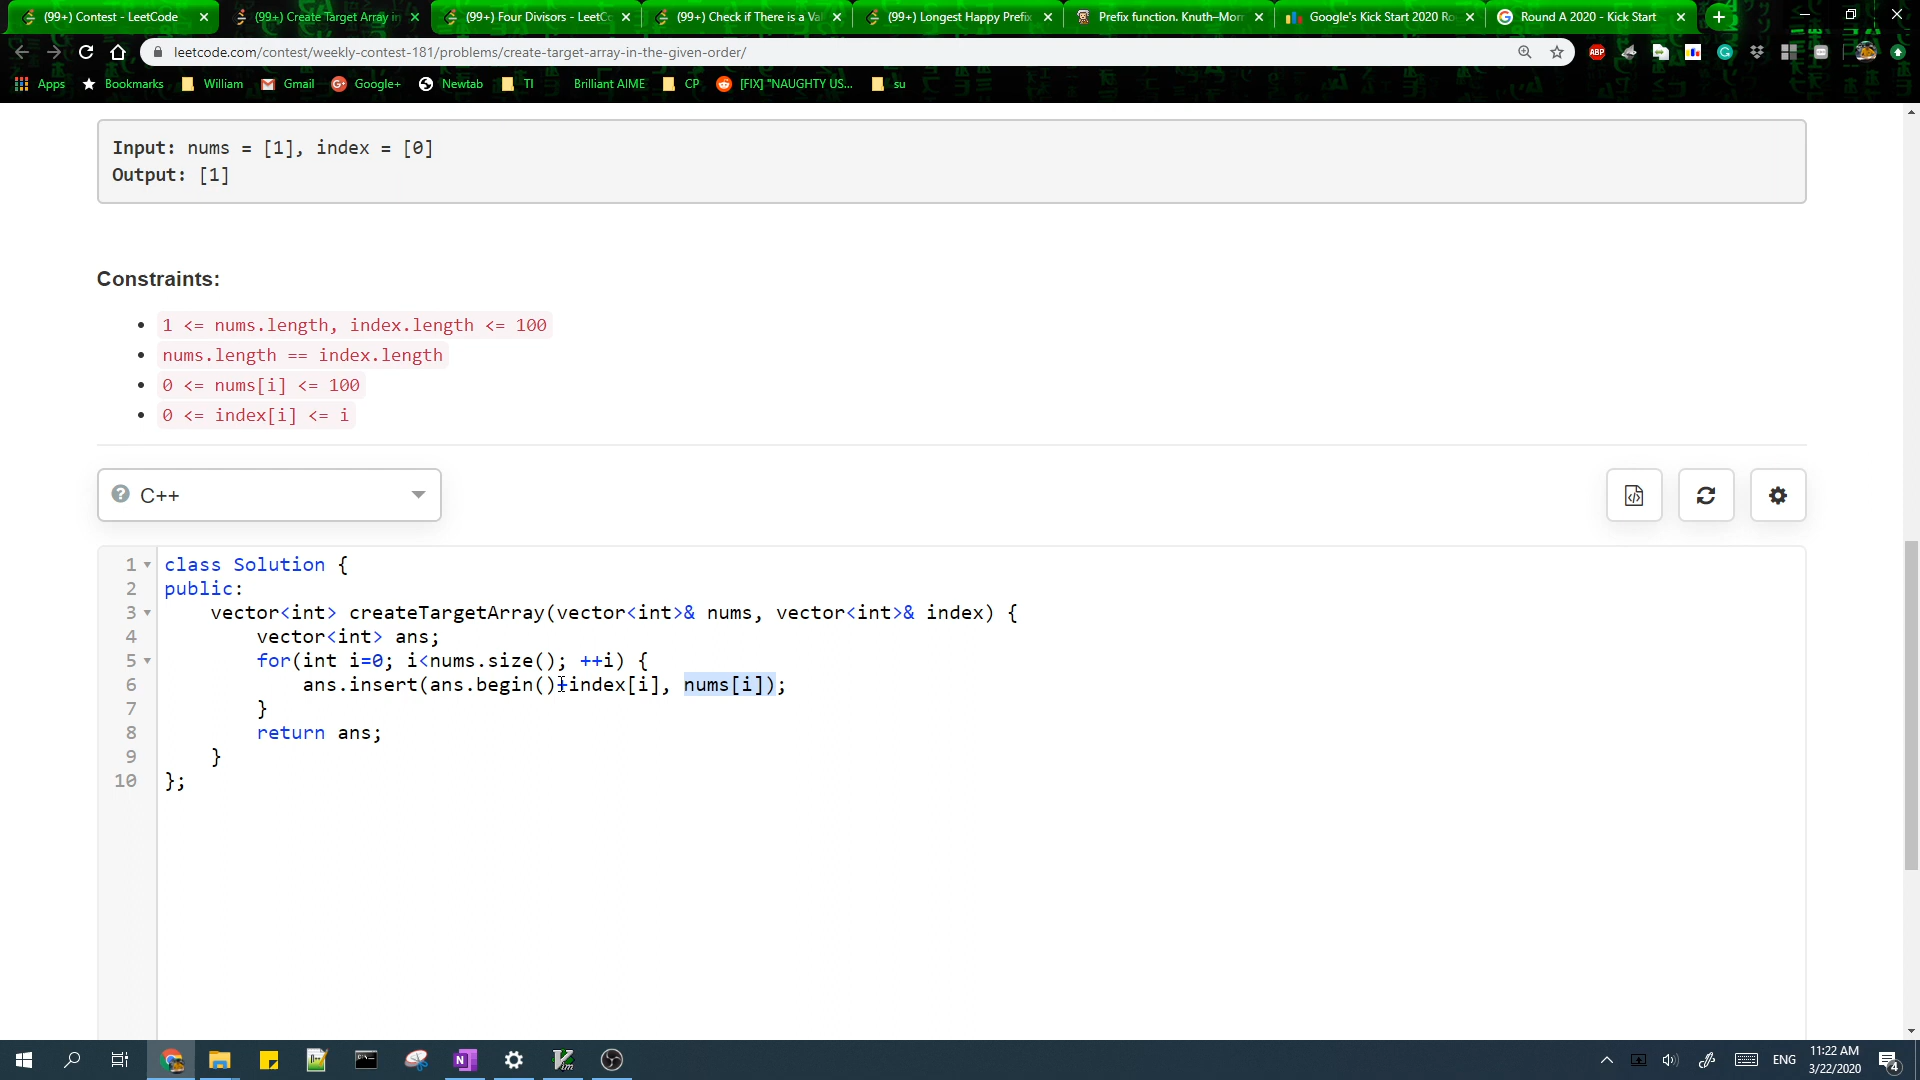 (99+) Contest - LeetCode
(99+) Create Target Array in
(99+) Four Divisors - LeetC
(99+) Check if There is a Va
(99+) Longest Happy Prefix
Prefix function. Knuth–Morr
Google's Kick Start 2020 Ro
Round A 2020 - Kick Start
leetcode.com/contest/weekly-contest-181/problems/create-target-array-in-the-given-order/
ABP
Apps
Bookmarks
William
Gmail
Google+
Newtab
TI
Brilliant AIME
CP
[FIX] "NAUGHTY US...
su
Input: nums = [1], index = [0]
Output: [1]
Constraints:
1 <= nums.length, index.length <= 100
nums.length == index.length
0 <= nums[i] <= 100
0 <= index[i] <= i
C++
1 class Solution {
2 public:
3 vector<int> createTargetArray(vector<int>& nums, vector<int>& index) {
4 vector<int> ans;
5 for(int i=0; i<nums.size(); ++i) {
6 ans.insert(ans.begin()+index[i], nums[i]);
7 }
8 return ans;
9 }
10 };
ENG
11:22 AM
3/22/2020
4